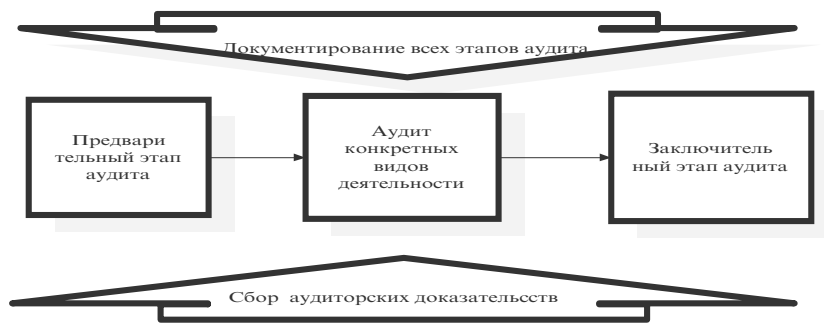 Документирование всех этапов аудита
Предвари
тельный этап
аудита
Аудит
конкретных
видов
деятельности
Заключитель
ный этап аудита
Сбор аудиторских доказательсств